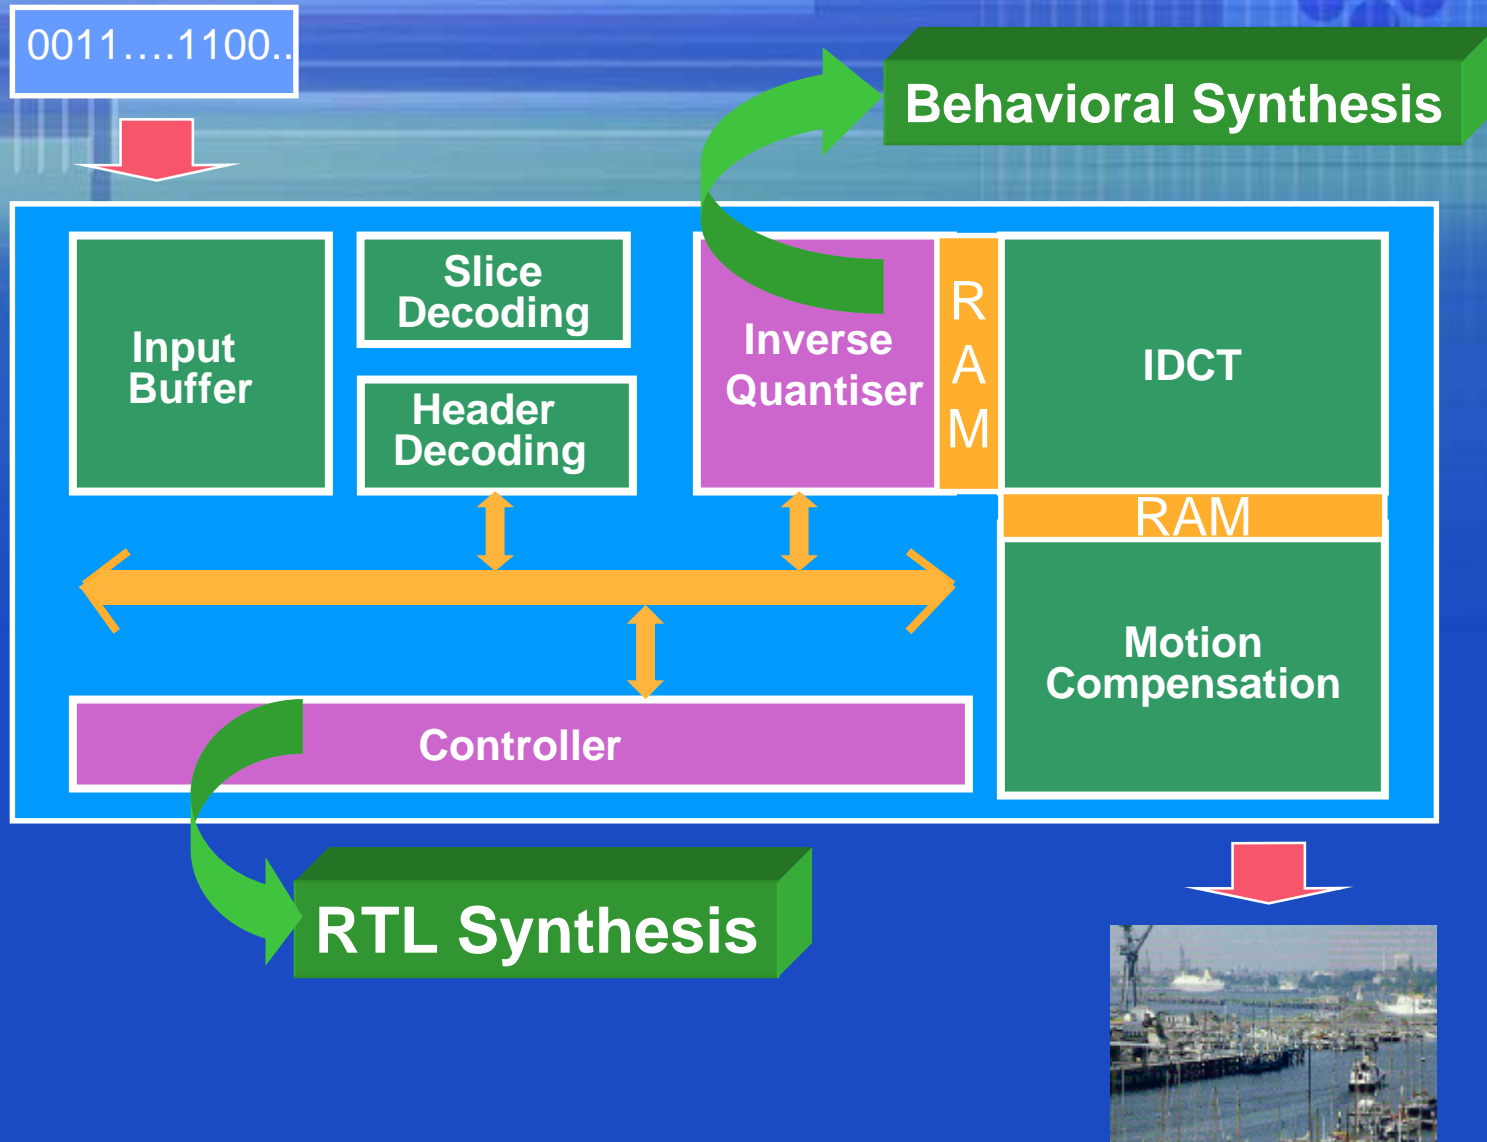 0011….1100..
Behavioral Synthesis
Input
Buffer
Slice
Decoding
Header
Decoding
Inverse
Quantiser
R
A
M
IDCT
RAM
Motion
Compensation
Controller
RTL Synthesis